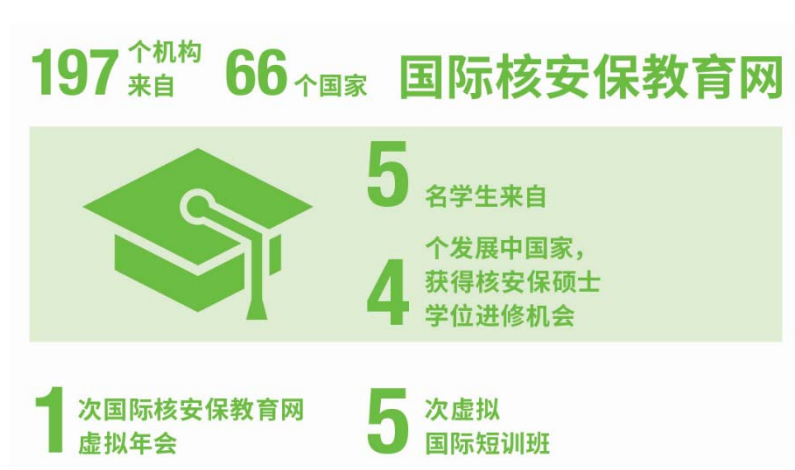 197 个机构
来自
66 个国家
国际核安保教育网
5 名学生来自
4 个发展中国家，
获得核安保硕士
学位进修机会
1 次国际核安保教育网
虚拟年会
5 次虚拟
国际短训班